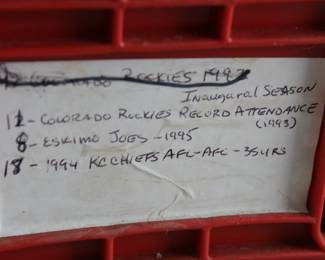 COLORADO ROCKIES 1993
INAUGURAL SEASON
12 - COLORADO ROCKIES RECORD ATTENDANCE
(1993)
8 - ESKIMO JOES - 1995
18 - 1994 KC CHIEFS AFL-AFC - 35 YRS